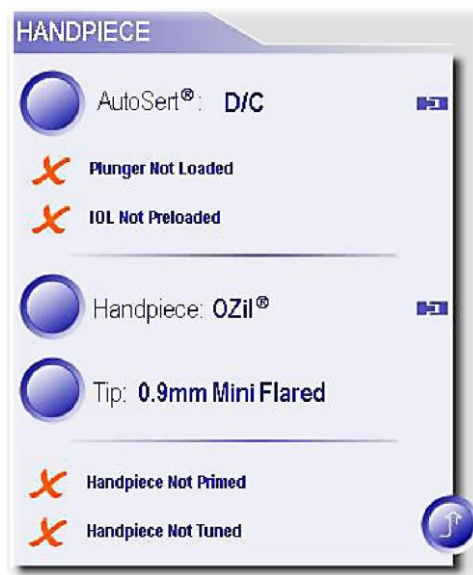 HANDPIECE
AutoSert®: D/C
Plunger Not Loaded
IOL Not Preloaded
Handpiece: OZil®
Tip: 0.9mm Mini Flared
Handpiece Not Primed
Handpiece Not Tuned